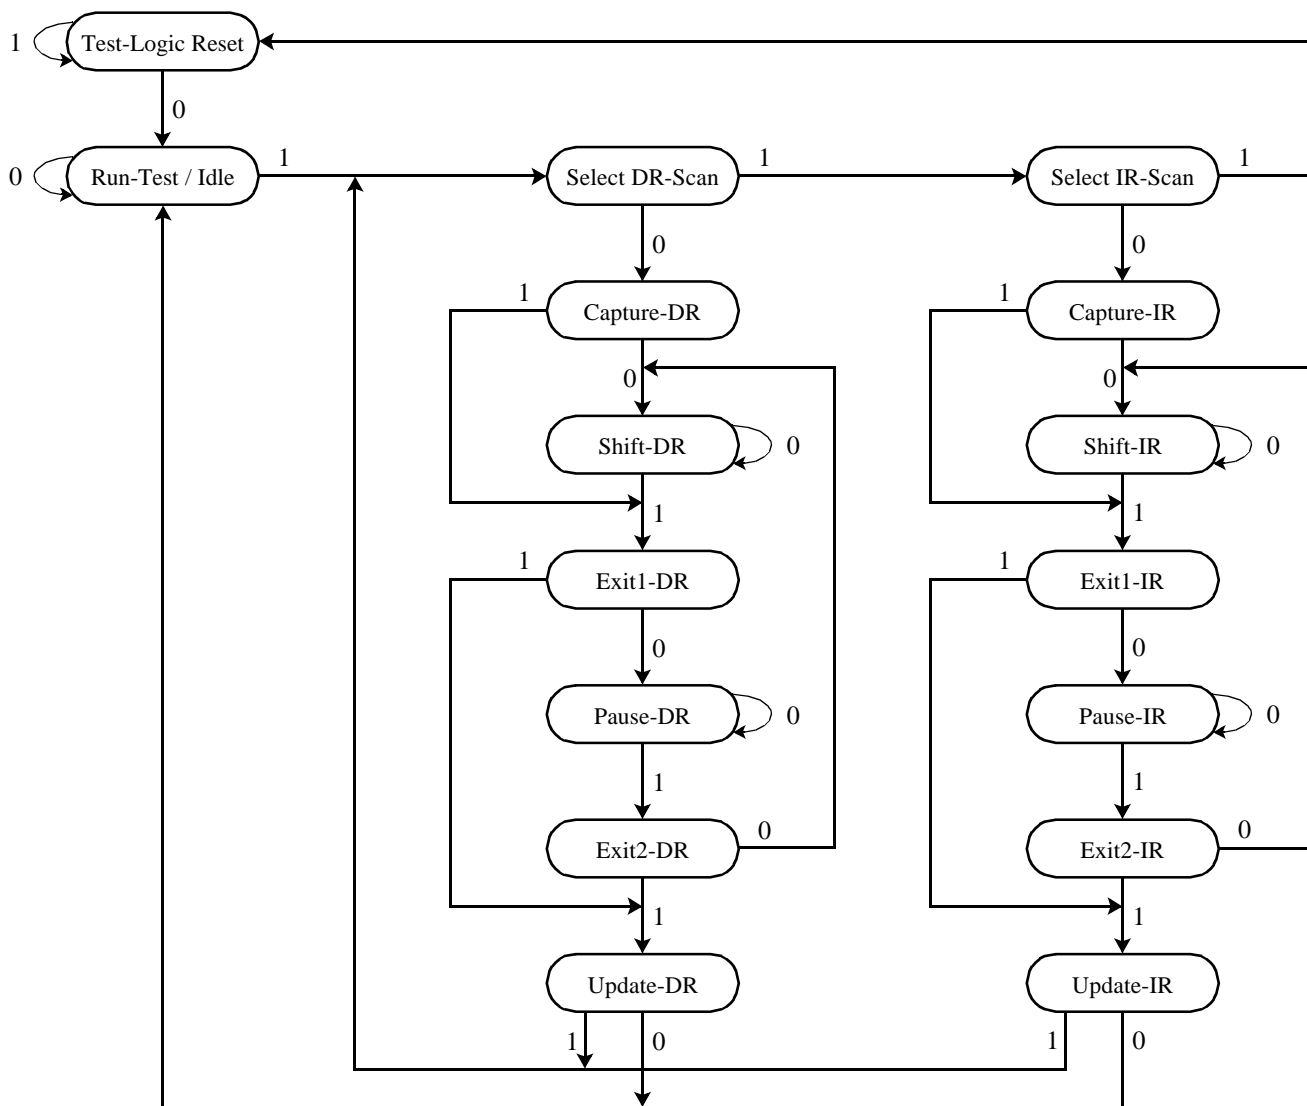 1
Test-Logic Reset
0
0
Run-Test / Idle
1
Select DR-Scan
1
Select IR-Scan
1
0
0
1
Capture-DR
1
Capture-IR
0
0
Shift-DR
0
Shift-IR
0
1
1
1
Exit1-DR
1
Exit1-IR
0
0
Pause-DR
0
Pause-IR
0
1
1
Exit2-DR
0
Exit2-IR
0
1
1
Update-DR
Update-IR
1
0
1
0